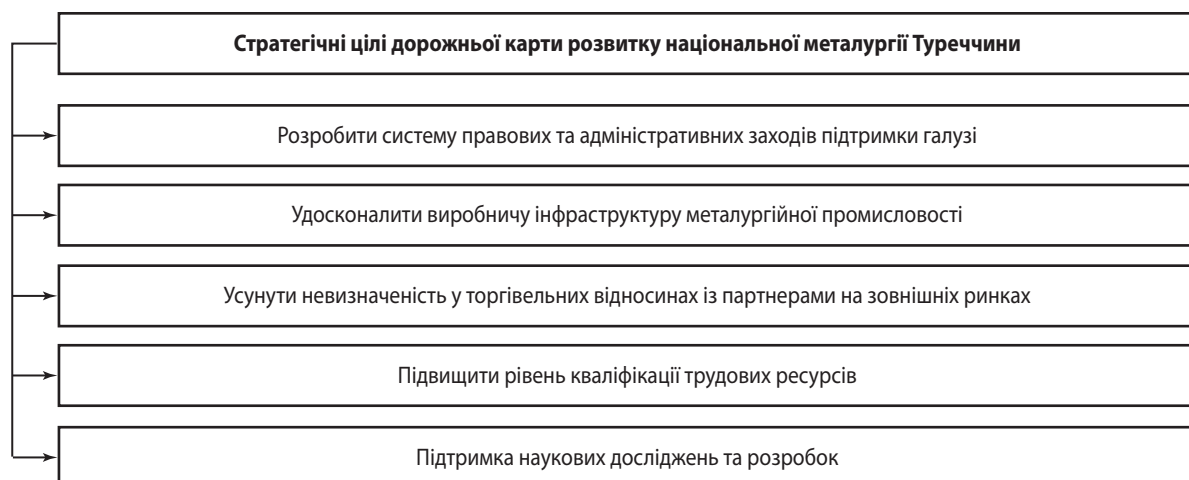 Стратегічні цілі дорожньої карти розвитку національної металургії Туреччини
Розробити систему правових та адміністративних заходів підтримки галузі
Удосконалити виробничу інфраструктуру металургійної промисловості
Усунути невизначеність у торгівельних відносинах із партнерами на зовнішніх ринках
Підвищити рівень кваліфікації трудових ресурсів
Підтримка наукових досліджень та розробок